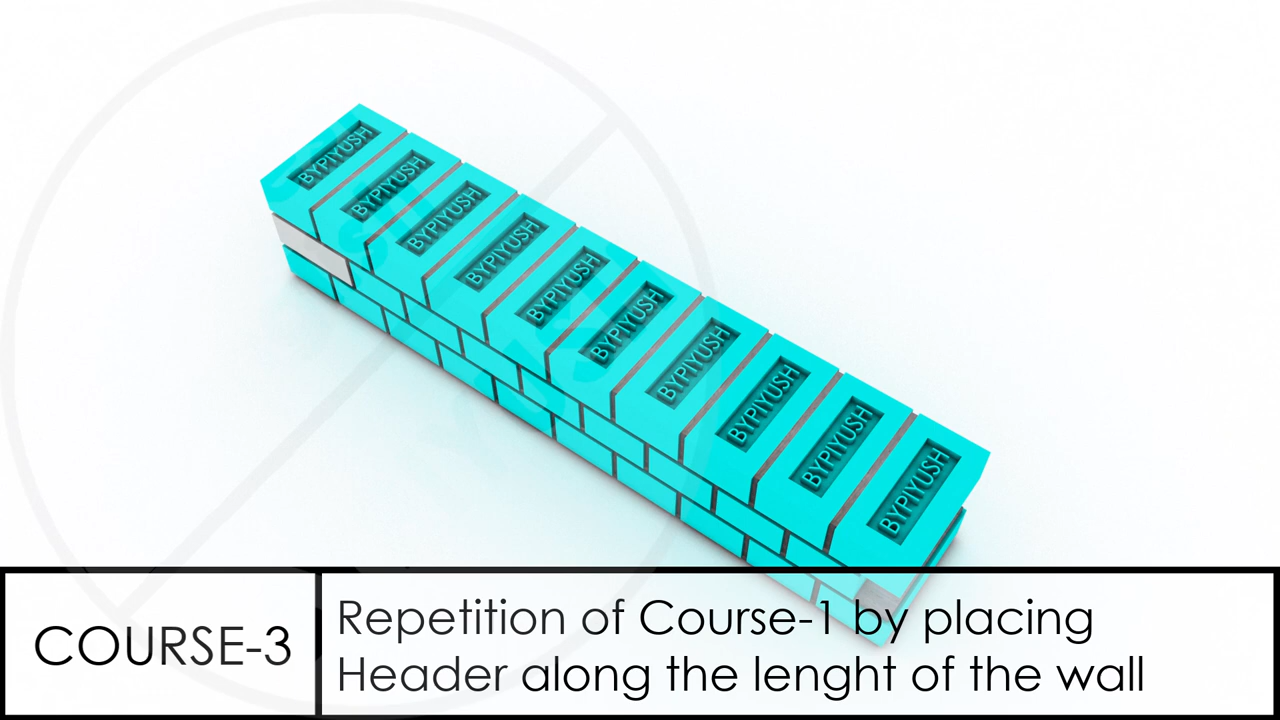 BYPIYUSH
BYPIYUSH
BYPIYUSH
BYPIYUSH
BYPIYUSH
BYPIYUSH
BYPIYUSH
BYPIYUSH
BYPIYUSH
BYPIYUSH
COURSE-3
Repetition of Course-1 by placing
Header along the lenght of the wall